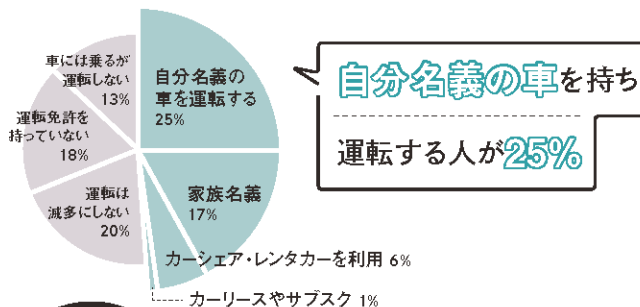 車には乗るが
運転しない
13%
自分名義の
車を運転する
25%
自分名義の車を持ち
運転する人が25%
運転免許を
持っていない
18%
家族名義
17%
運転は
滅多にしない
20%
カーシェア・レンタカーを利用 6%
カーリースやサブスク 1%